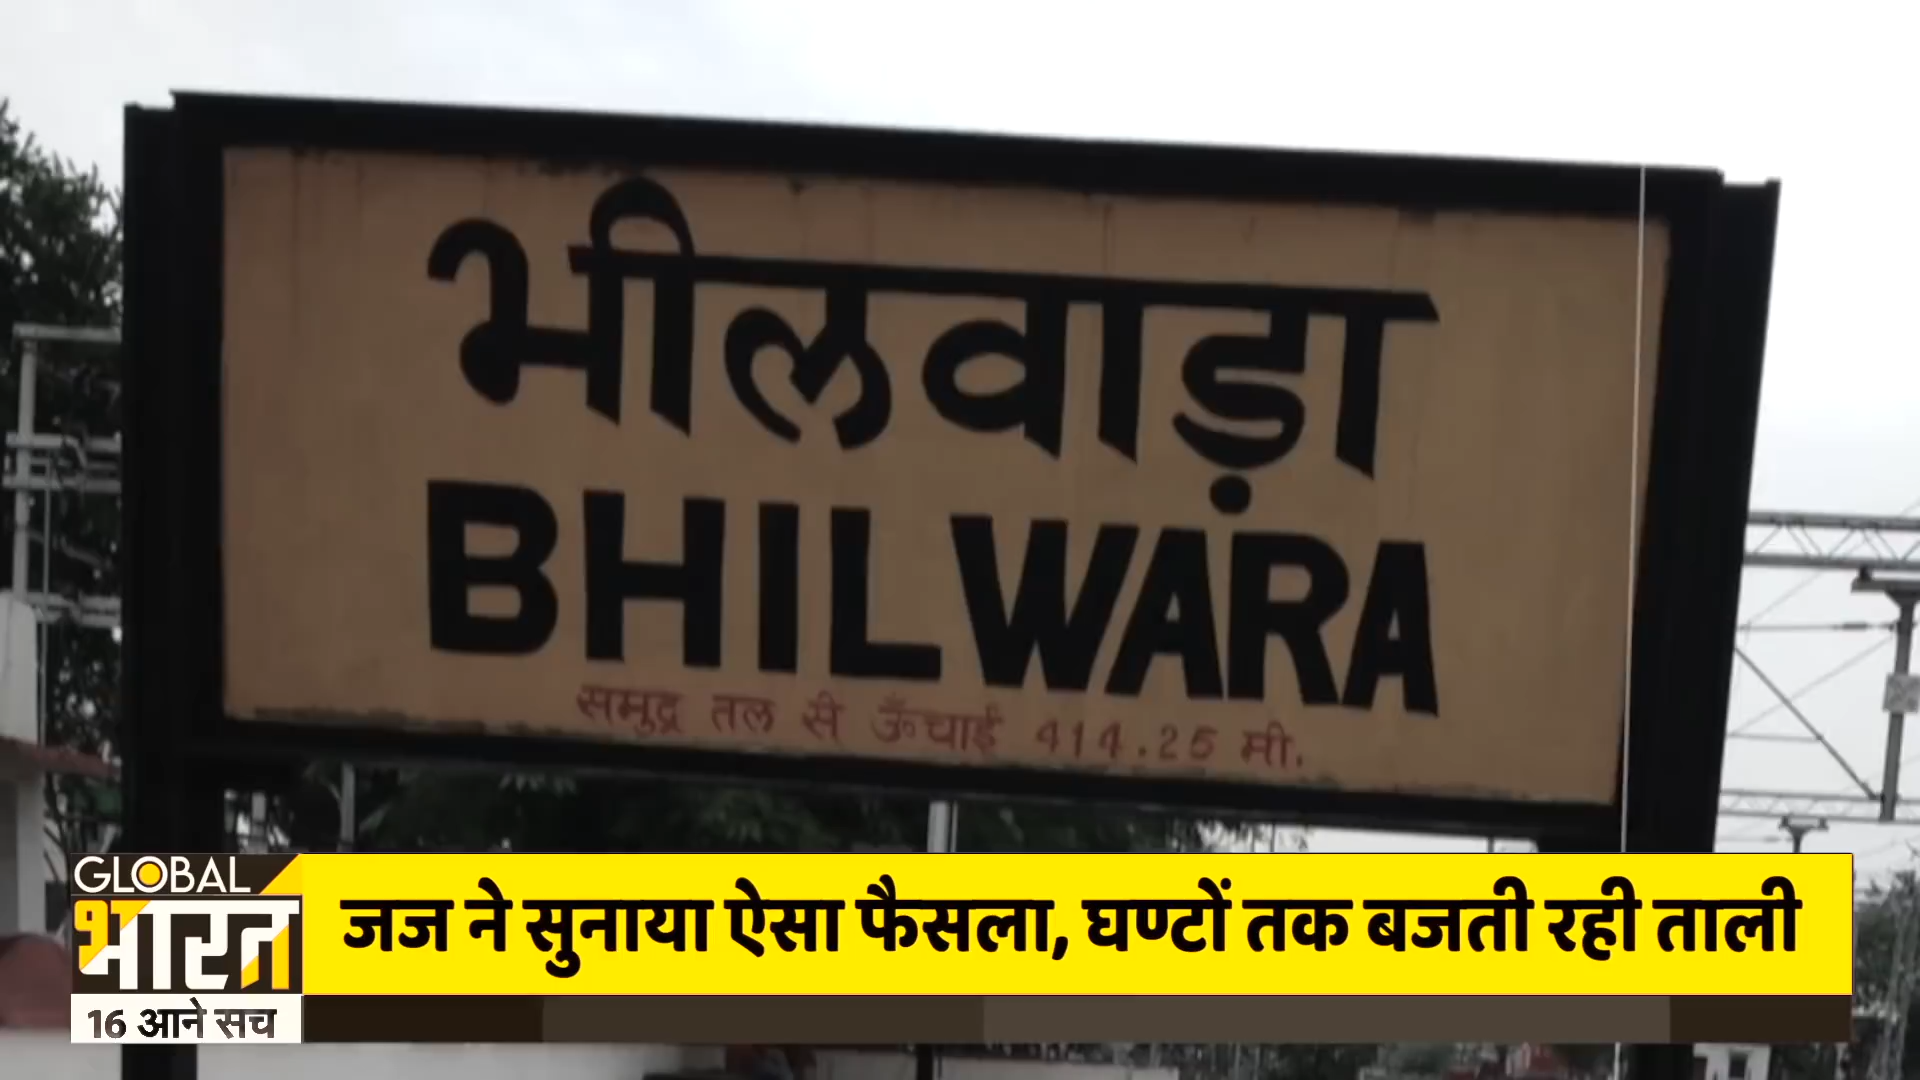 भीलवाड़ा
BHILWARA
समुद्र तल से ऊँचाई 414.25 मी.
GLOBAL
भारत
16 आने सच
जज ने सुनाया ऐसा फैसला, घण्टों तक बजती रही ताली